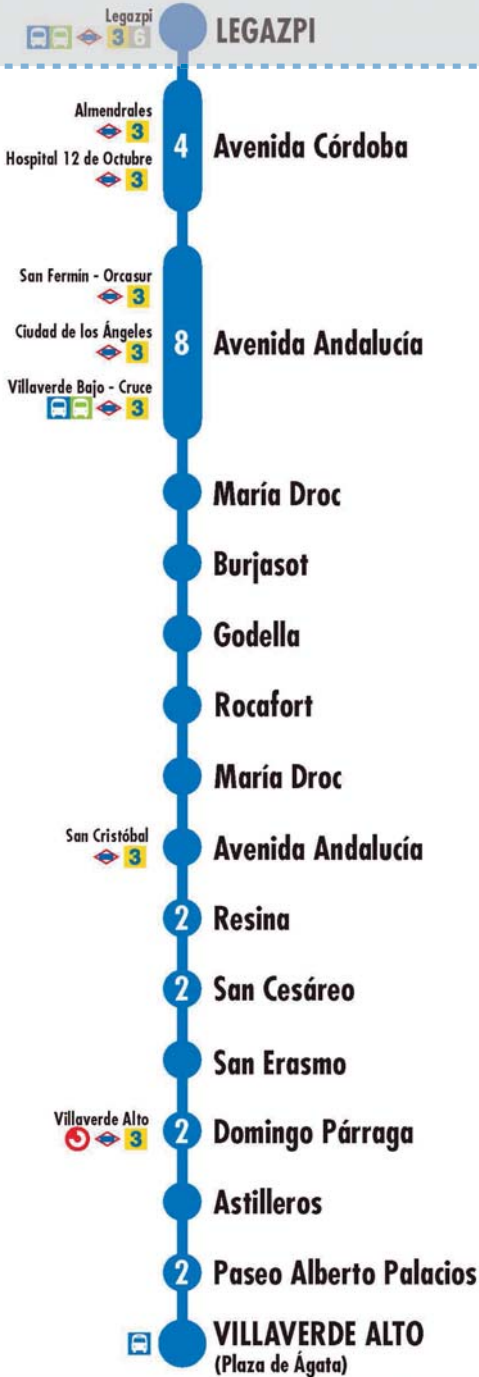 Legazpi
3 6
LEGAZPI
Almendrales
3
Hospital 12 de Octubre
3
4
Avenida Córdoba
San Fermín - Orcasur
3
Ciudad de los Ángeles
3
Villaverde Bajo - Cruce
3
8
Avenida Andalucía
María Droc
Burjasot
Godella
Rocafort
María Droc
San Cristóbal
3
Avenida Andalucía
2
Resina
2
San Cesáreo
San Erasmo
Villaverde Alto
3
2
Domingo Párraga
Astilleros
2
Paseo Alberto Palacios
VILLAVERDE ALTO
(Plaza de Ágata)